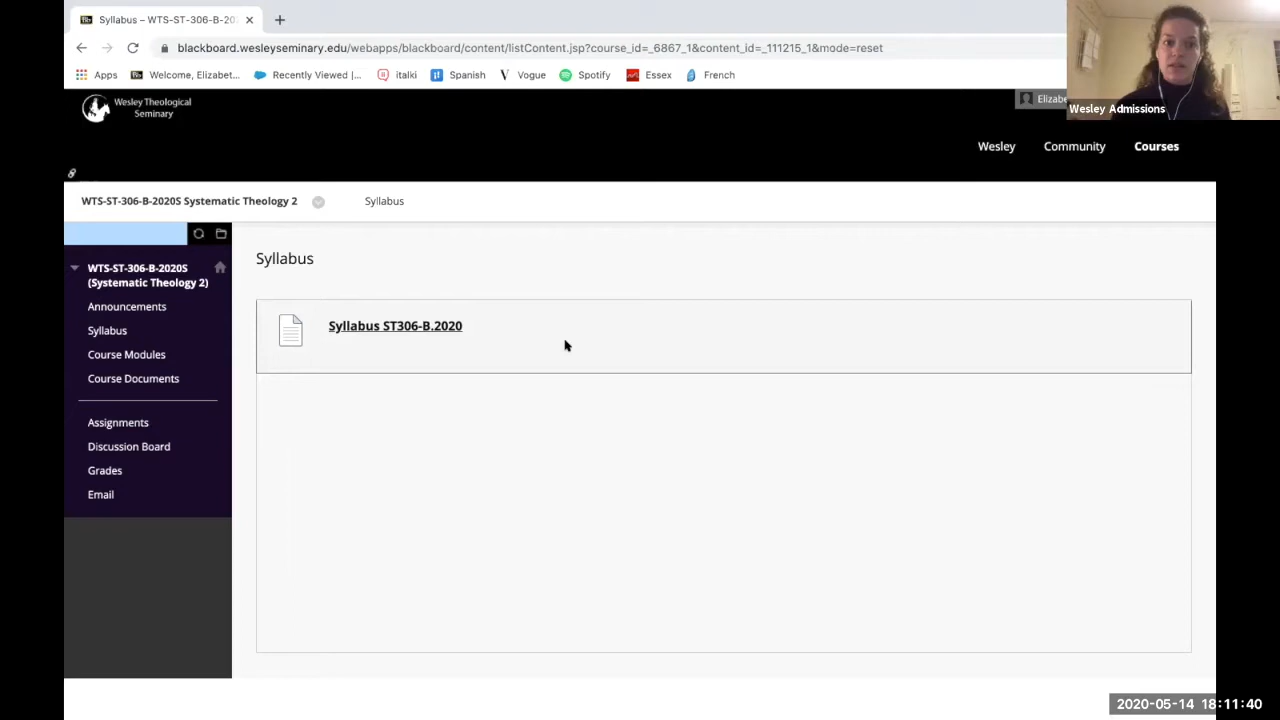 Syllabus – WTS-ST-306-B-20
blackboard.wesleyseminary.edu/webapps/blackboard/content/listContent.jsp?course_id=_6867_1&content_id=_111215_1&mode=reset
Apps Welcome, Elizabet... Recently Viewed |... italki Spanish Vogue Spotify Essex French
Wesley Admissions
Wesley Theological
Seminary
Elizabe
Wesley Community Courses
WTS-ST-306-B-2020S Systematic Theology 2 Syllabus
WTS-ST-306-B-2020S
(Systematic Theology 2)
Announcements
Syllabus
Course Modules
Course Documents
Assignments
Discussion Board
Grades
Email
Syllabus
Syllabus ST306-B.2020
2020-05-14 18:11:40